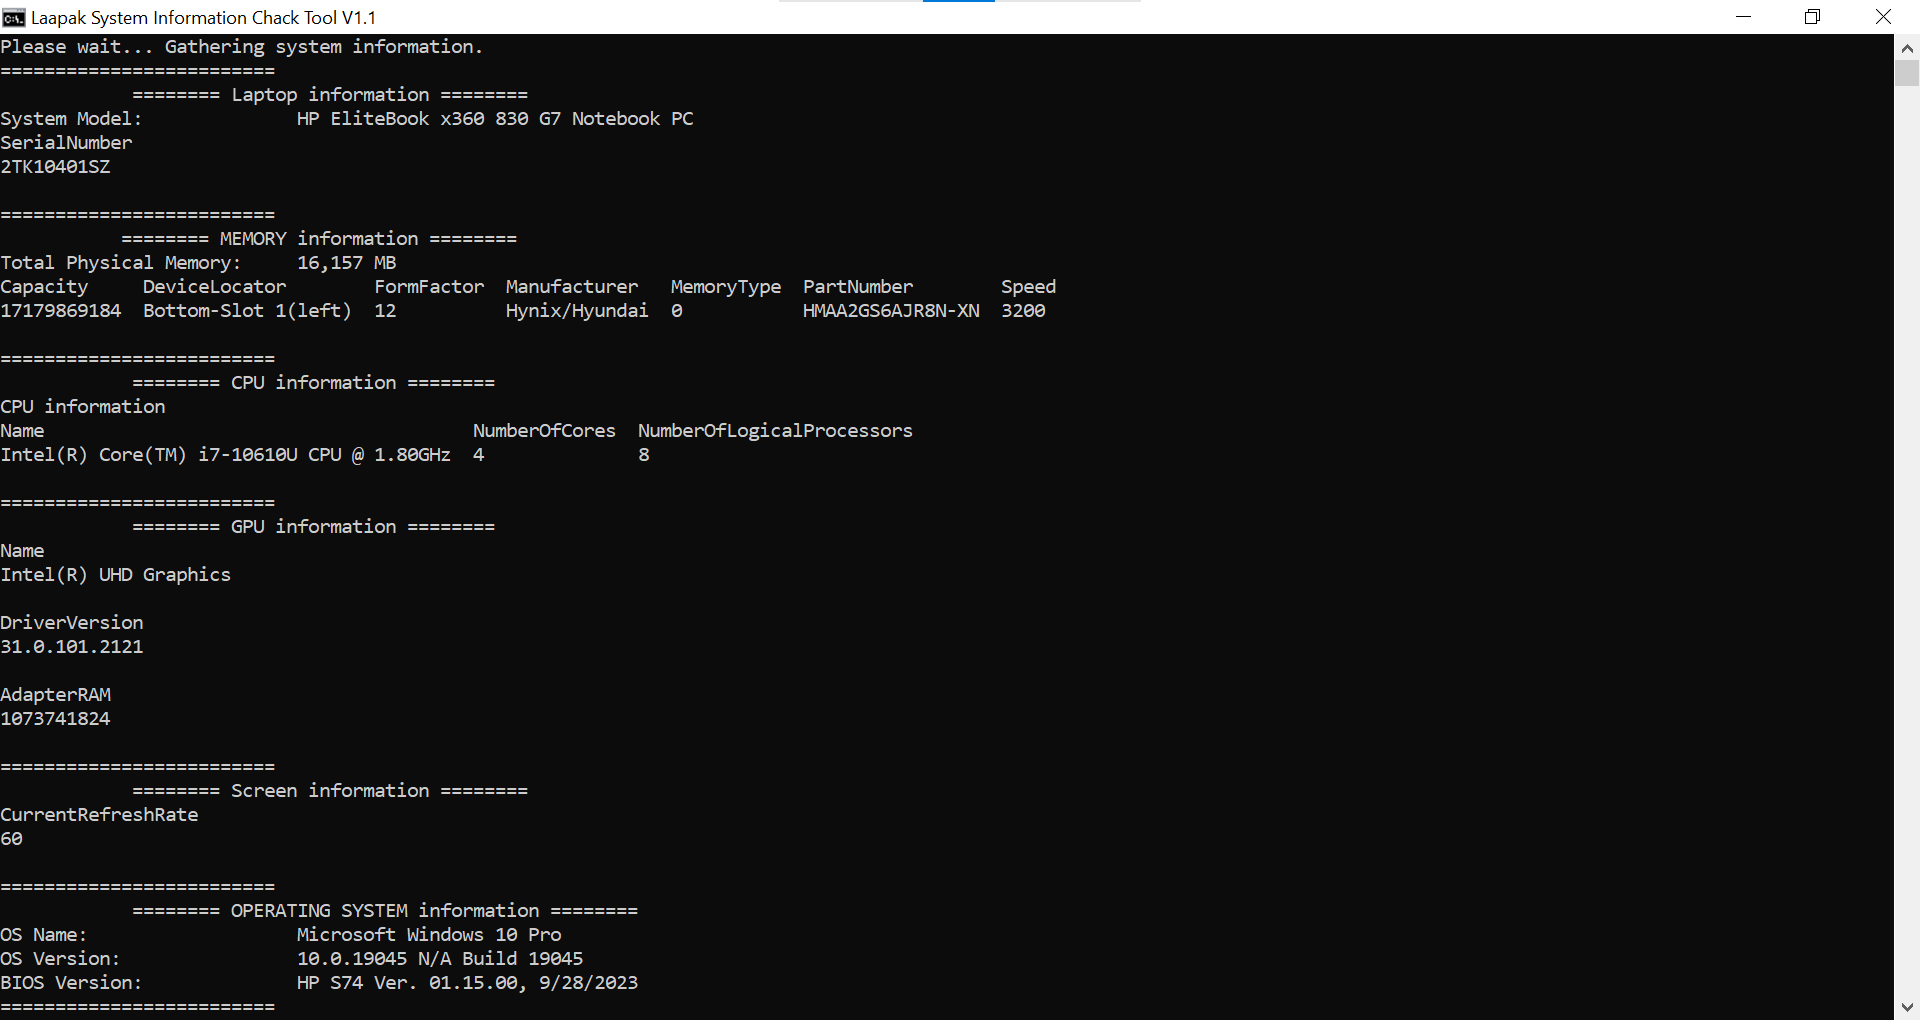 Laapak System Information Chack Tool V1.1
Please wait... Gathering system information.
=========================
======== Laptop information ========
System Model: HP EliteBook x360 830 G7 Notebook PC
SerialNumber
2TK10401SZ
=========================
======== MEMORY information ========
Total Physical Memory: 16,157 MB
Capacity DeviceLocator FormFactor Manufacturer MemoryType PartNumber Speed
17179869184 Bottom-Slot 1(left) 12 Hynix/Hyundai 0 HMAA2GS6AJR8N-XN 3200
=========================
======== CPU information ========
CPU information
Name NumberOfCores NumberOfLogicalProcessors
Intel(R) Core(TM) i7-10610U CPU @ 1.80GHz 4 8
=========================
======== GPU information ========
Name
Intel(R) UHD Graphics
DriverVersion
31.0.101.2121
AdapterRAM
1073741824
=========================
======== Screen information ========
CurrentRefreshRate
60
=========================
======== OPERATING SYSTEM information ========
OS Name: Microsoft Windows 10 Pro
OS Version: 10.0.19045 N/A Build 19045
BIOS Version: HP S74 Ver. 01.15.00, 9/28/2023
=========================